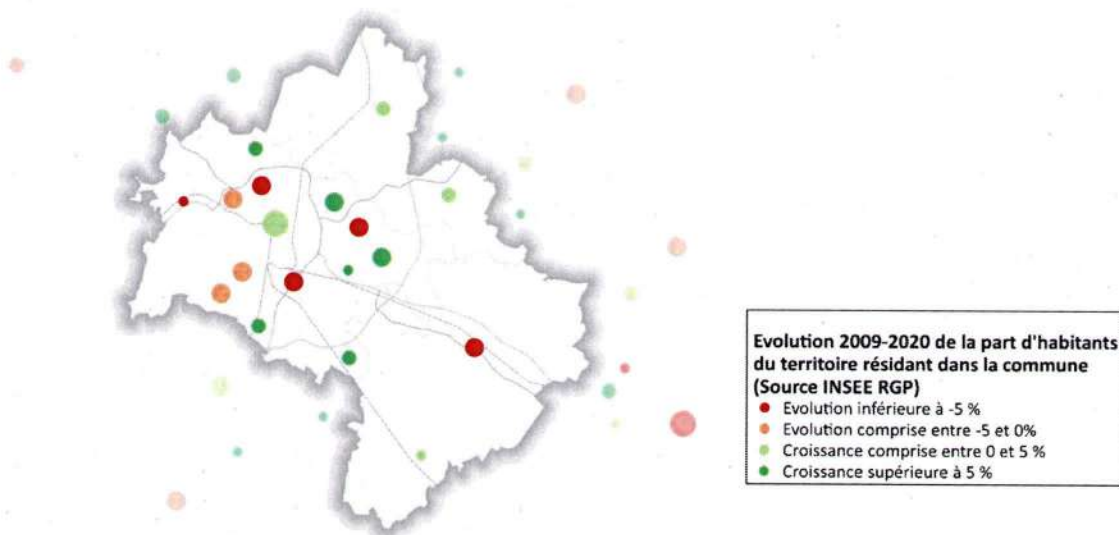 Evolution 2009-2020 de la part d'habitants
du territoire résidant dans la commune
(Source INSEE RGP)
Evolution inférieure à -5 %
Evolution comprise entre -5 et 0%
Croissance comprise entre 0 et 5 %
Croissance supérieure à 5 %